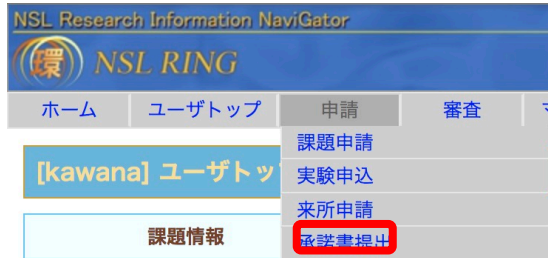 NSL Research Information NaviGator
環 NSL RING
ホーム ユーザトップ 申請 審査
課題申請
[kawana] ユーザトッ
実験申込
来所申請
課題情報
承諾書提出